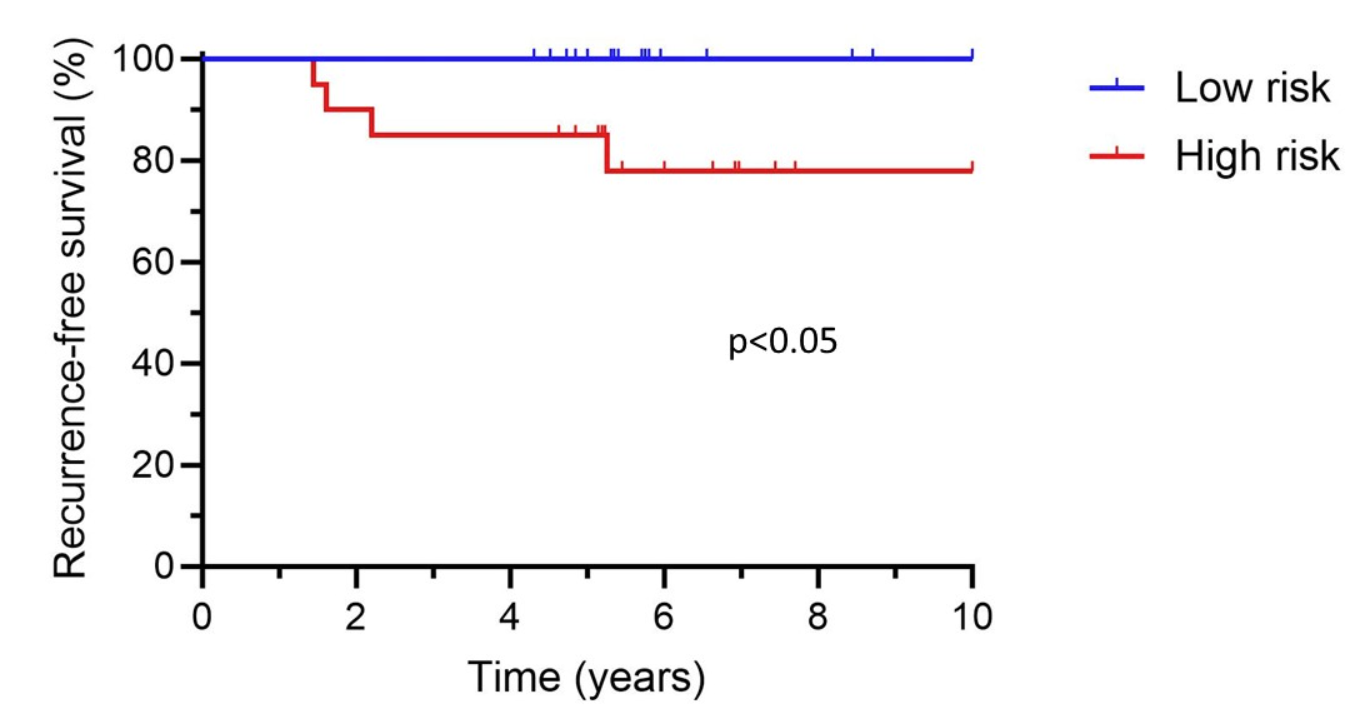 Recurrence-free survival (%)
100
80
60
40
20
0
0 2 4 6 8 10
Time (years)
p<0.05
Low risk
High risk